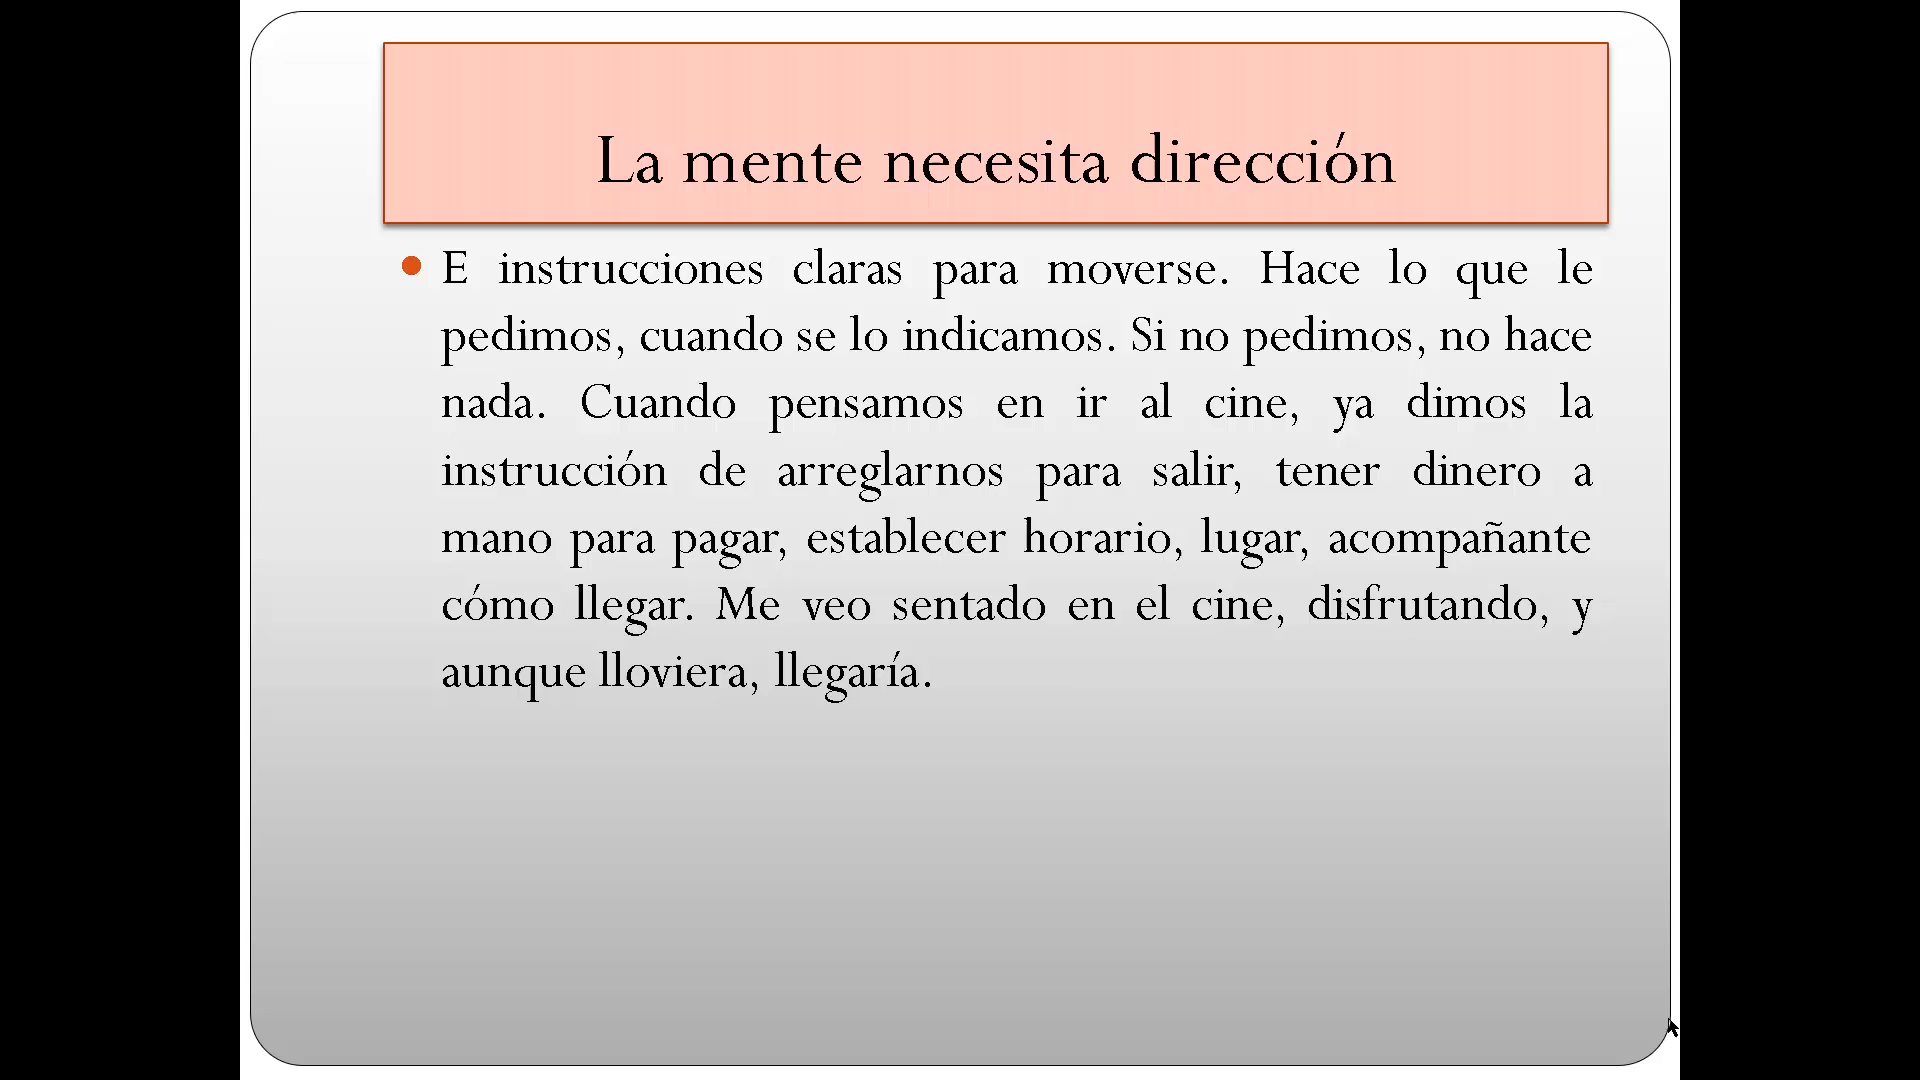 La mente necesita dirección
E instrucciones claras para moverse. Hace lo que le
pedimos, cuando se lo indicamos. Si no pedimos, no hace
nada. Cuando pensamos en ir al cine, ya dimos la
instrucción de arreglarnos para salir, tener dinero a
mano para pagar, establecer horario, lugar, acompañante
cómo llegar. Me veo sentado en el cine, disfrutando, y
aunque lloviera, llegaría.